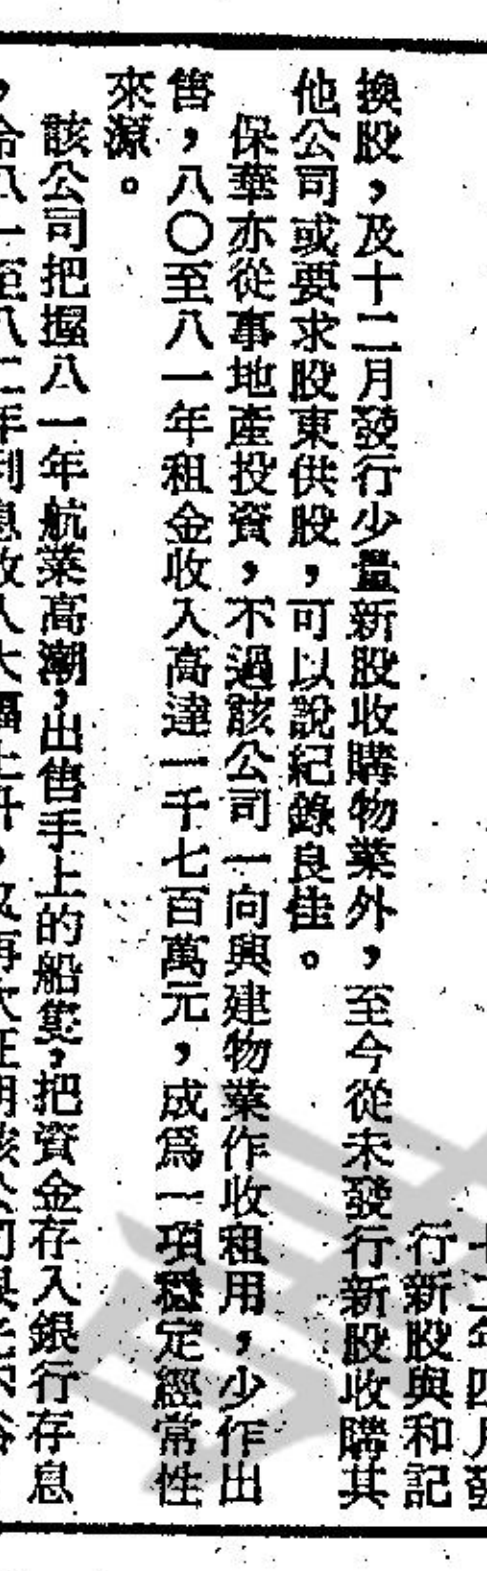 七二年四月發
行新股與和記
換股，及十二月發行少量新股收購物業外，至今從未發行新股收購其
他公司或要求股東供股，可以說紀錄良佳。
保華亦從事地產投資，不過該公司一向興建物業作收租用，少作出
售，八〇至八一年租金收入高達一千七百萬元，成爲一項穩定經常性
來源。
該公司把握八一年航業高潮，出售手上的船隻，把資金存入銀行存息
，令八一至八二年利息收入大幅上升，